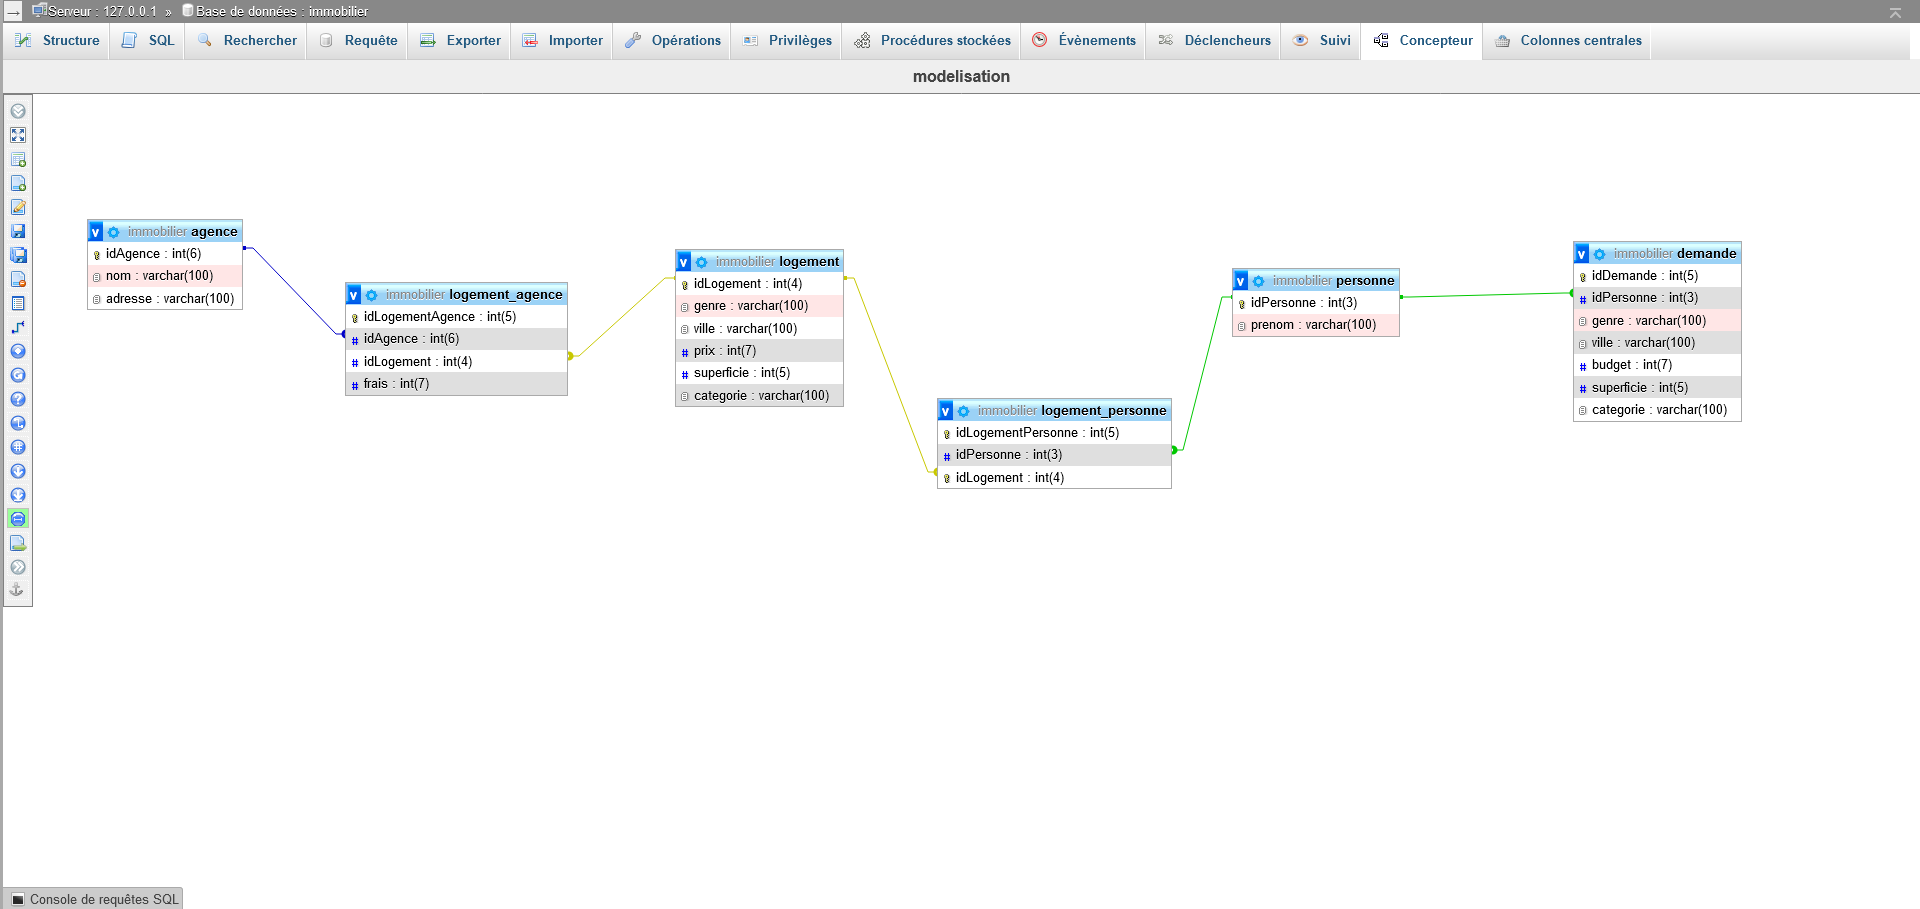 Serveur : 127.0.0.1 » Base de données : immobilier
Structure SQL Rechercher Requête Exporter Importer Opérations Privilèges Procédures stockées Évènements Déclencheurs Suivi Concepteur Colonnes centrales
modelisation
immobilier agence
idAgence : int(6)
nom : varchar(100)
adresse : varchar(100)
immobilier logement_agence
idLogementAgence : int(5)
idAgence : int(6)
idLogement : int(4)
frais : int(7)
immobilier logement
idLogement : int(4)
genre : varchar(100)
ville : varchar(100)
prix : int(7)
superficie : int(5)
categorie : varchar(100)
immobilier logement_personne
idLogementPersonne : int(5)
idPersonne : int(3)
idLogement : int(4)
immobilier personne
idPersonne : int(3)
prenom : varchar(100)
immobilier demande
idDemande : int(5)
idPersonne : int(3)
genre : varchar(100)
ville : varchar(100)
budget : int(7)
superficie : int(5)
categorie : varchar(100)
Console de requêtes SQL